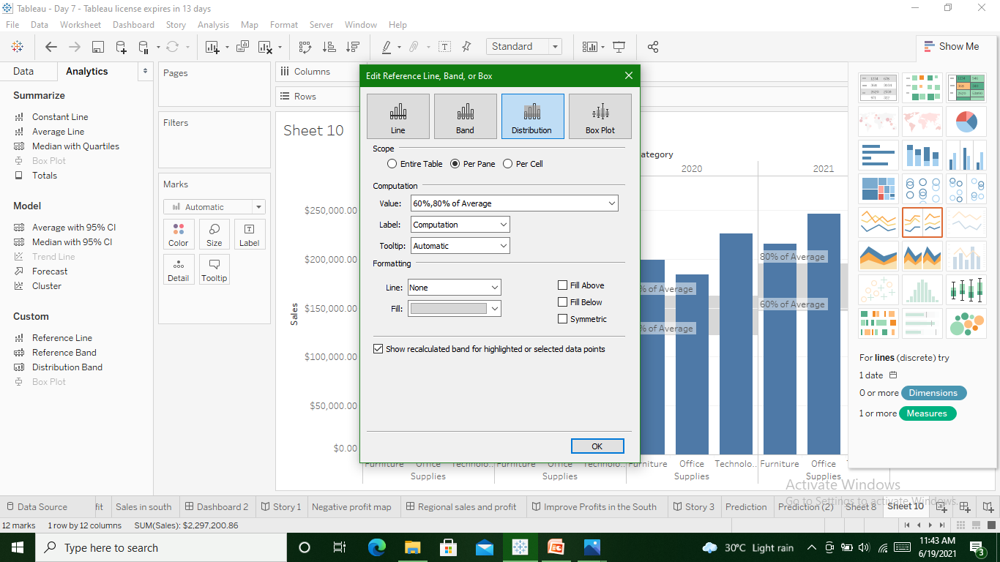 Tableau - Day 7 - Tableau license expires in 13 days
File Data Worksheet Dashboard Story Analysis Map Format Server Window Help
Standard
Show Me
Data Analytics
Pages
Columns
Rows
Summarize
Constant Line
Average Line
Median with Quartiles
Box Plot
Totals
Model
Average with 95% CI
Median with 95% CI
Trend Line
Forecast
Cluster
Custom
Reference Line
Reference Band
Distribution Band
Box Plot
Filters
Marks
Automatic
Color Size Label
Detail Tooltip
Sheet 10
ategory
2020 2021
Sales
$250,000.00
$200,000.00
$150,000.00
$100,000.00
$50,000.00
$0.00
80% of Average
60% of Average
% of Average
% of Average
Furniture Office Supplies Technolo.. Furniture Office Supplies Technolo.. Furniture Office Supplies Technolo.. Furniture Office Supplies
Edit Reference Line, Band, or Box
Line Band Distribution Box Plot
Scope
Entire Table Per Pane Per Cell
Computation
Value: 60%,80% of Average
Label: Computation
Tooltip: Automatic
Formatting
Line: None
Fill:
Fill Above
Fill Below
Symmetric
Show recalculated band for highlighted or selected data points
OK
For lines (discrete) try
1 date
0 or more Dimensions
1 or more Measures
Activate Windows
Go to Settings to activate Windows.
Data Source fit Sales in south Dashboard 2 Story 1 Negative profit map Regional sales and profit Improve Profits in the South Story 3 Prediction Prediction (2) Sheet 8 Sheet 10
12 marks 1 row by 12 columns SUM(Sales): $2,297,200.86
Type here to search
30°C Light rain
11:43 AM
6/19/2021
3